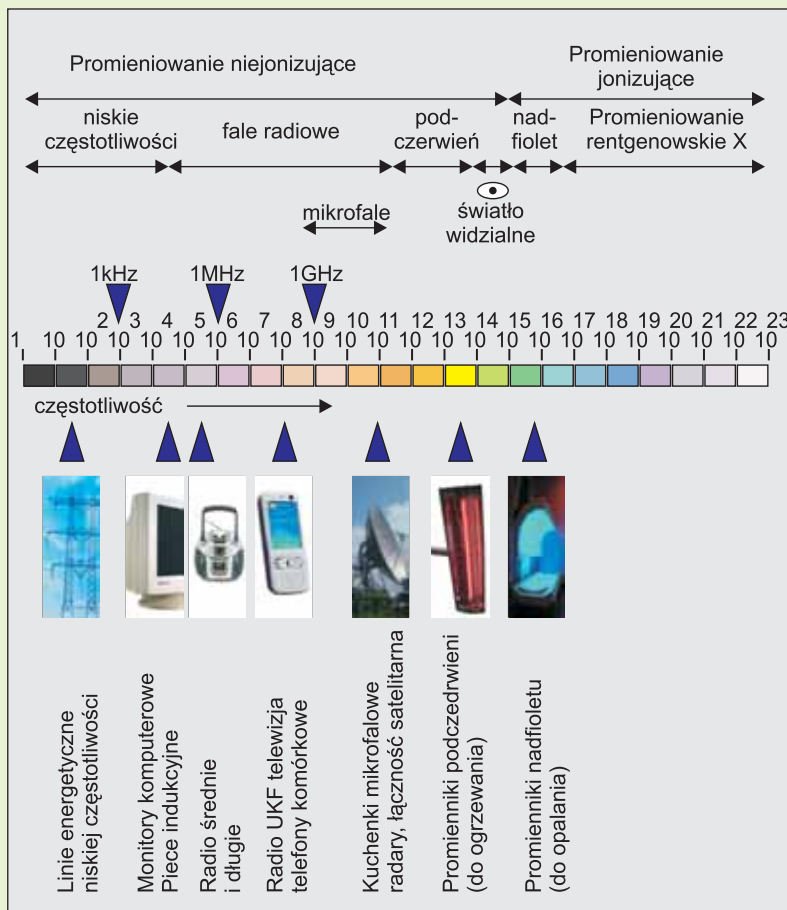 Promieniowanie niejonizujące
Promieniowanie
jonizujące
niskie
częstotliwości
fale radiowe
pod-
czerwień
nad-
fiolet
Promieniowanie
rentgenowskie X
mikrofale
światło
widzialne
1kHz 1MHz 1GHz
2 3 4 5 6 7 8 9 10 11 12 13 14 15 16 17 18 19 20 21 22 23
1 10 10 10 10 10 10 10 10 10 10 10 10 10 10 10 10 10 10 10 10 10 10 10
częstotliwość
Linie energetyczne
niskiej częstotliwości
Monitory komputerowe
Piece indukcyjne
Radio średnie
i długie
Radio UKF telewizja
telefony komórkowe
Kuchenki mikrofalowe
radary, łączność satelitarna
Promienniki podczedrwieni
(do ogrzewania)
Promienniki nadfioletu
(do opalania)